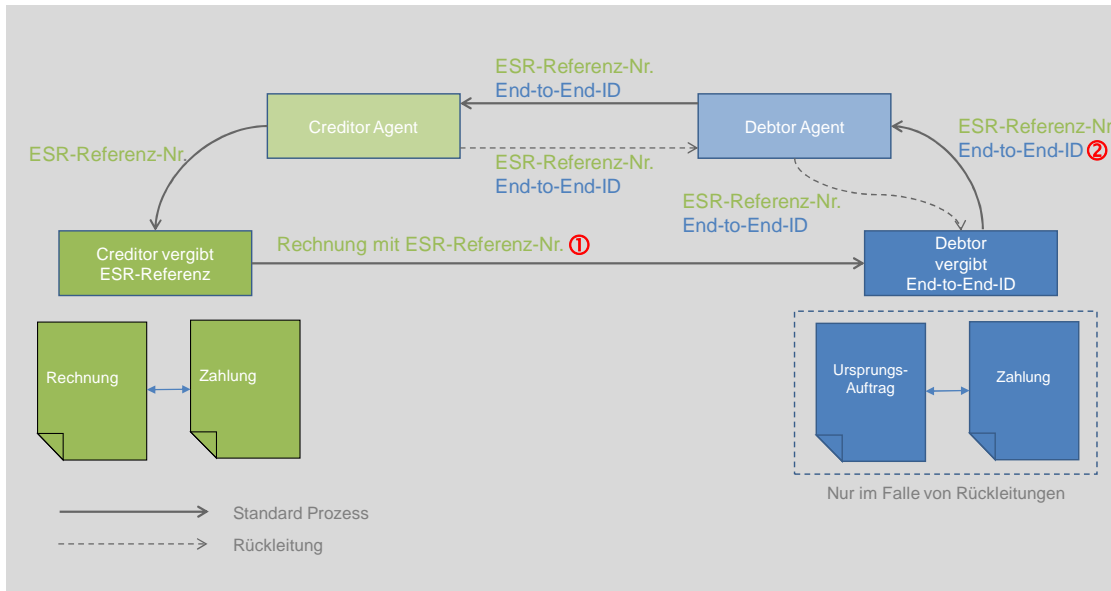 ESR-Referenz-Nr.
End-to-End-ID
Creditor Agent
Debtor Agent
ESR-Referenz-Nr
End-to-End-ID ②
ESR-Referenz-Nr.
ESR-Referenz-Nr.
End-to-End-ID
ESR-Referenz-Nr.
End-to-End-ID
Creditor vergibt
ESR-Referenz
Rechnung mit ESR-Referenz-Nr. ①
Debtor
vergibt
End-to-End-ID
Rechnung
Zahlung
Ursprungs-
Auftrag
Zahlung
Nur im Falle von Rückleitungen
Standard Prozess
Rückleitung